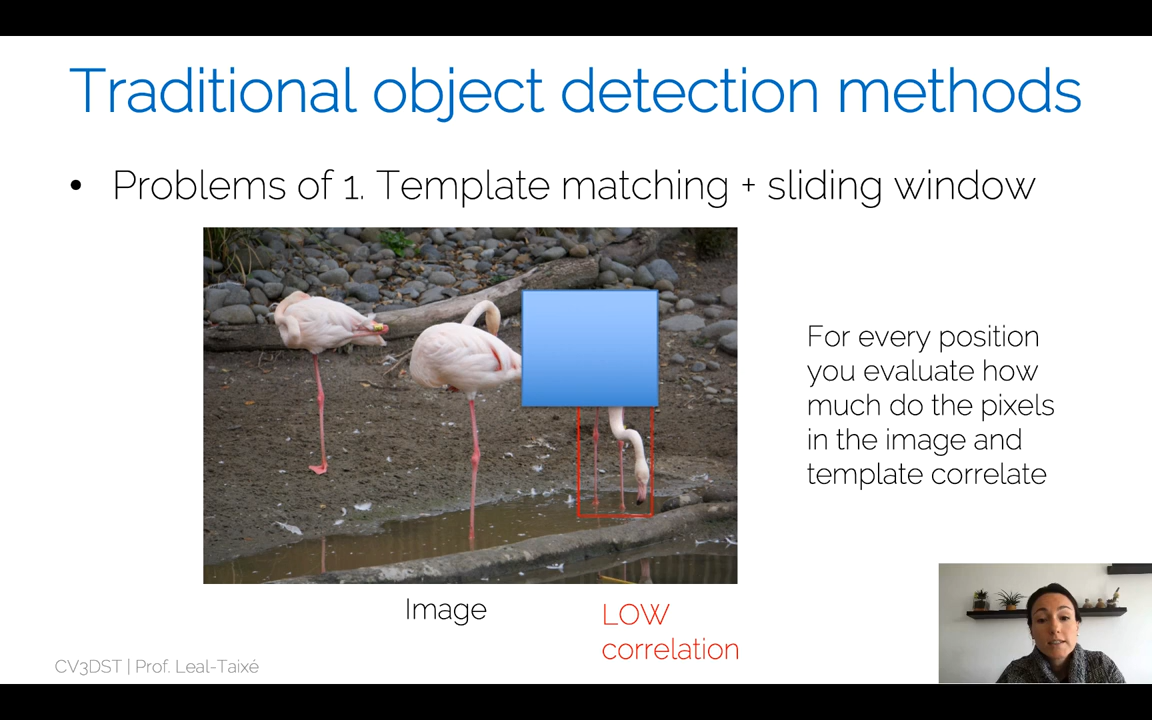 Traditional object detection methods
• Problems of 1. Template matching + sliding window
For every position
you evaluate how
much do the pixels
in the image and
template correlate
Image
LOW
correlation
CV3DST | Prof. Leal-Taixé